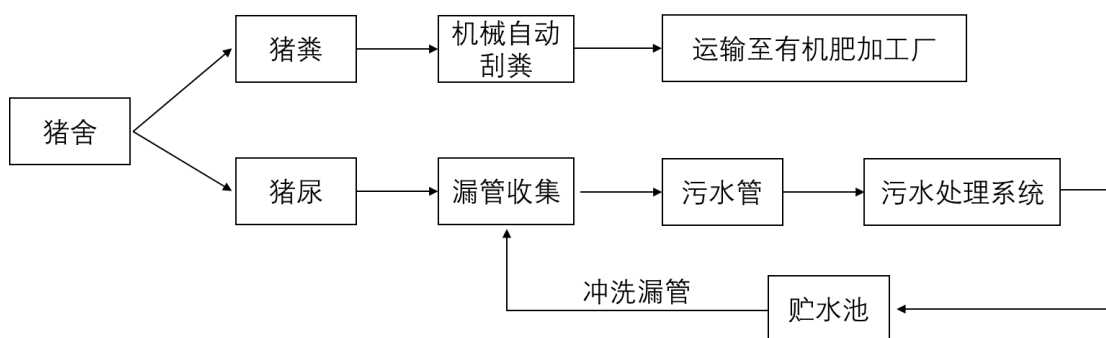 猪粪
机械自动
刮粪
运输至有机肥加工厂
猪舍
猪尿
漏管收集
污水管
污水处理系统
冲洗漏管
贮水池